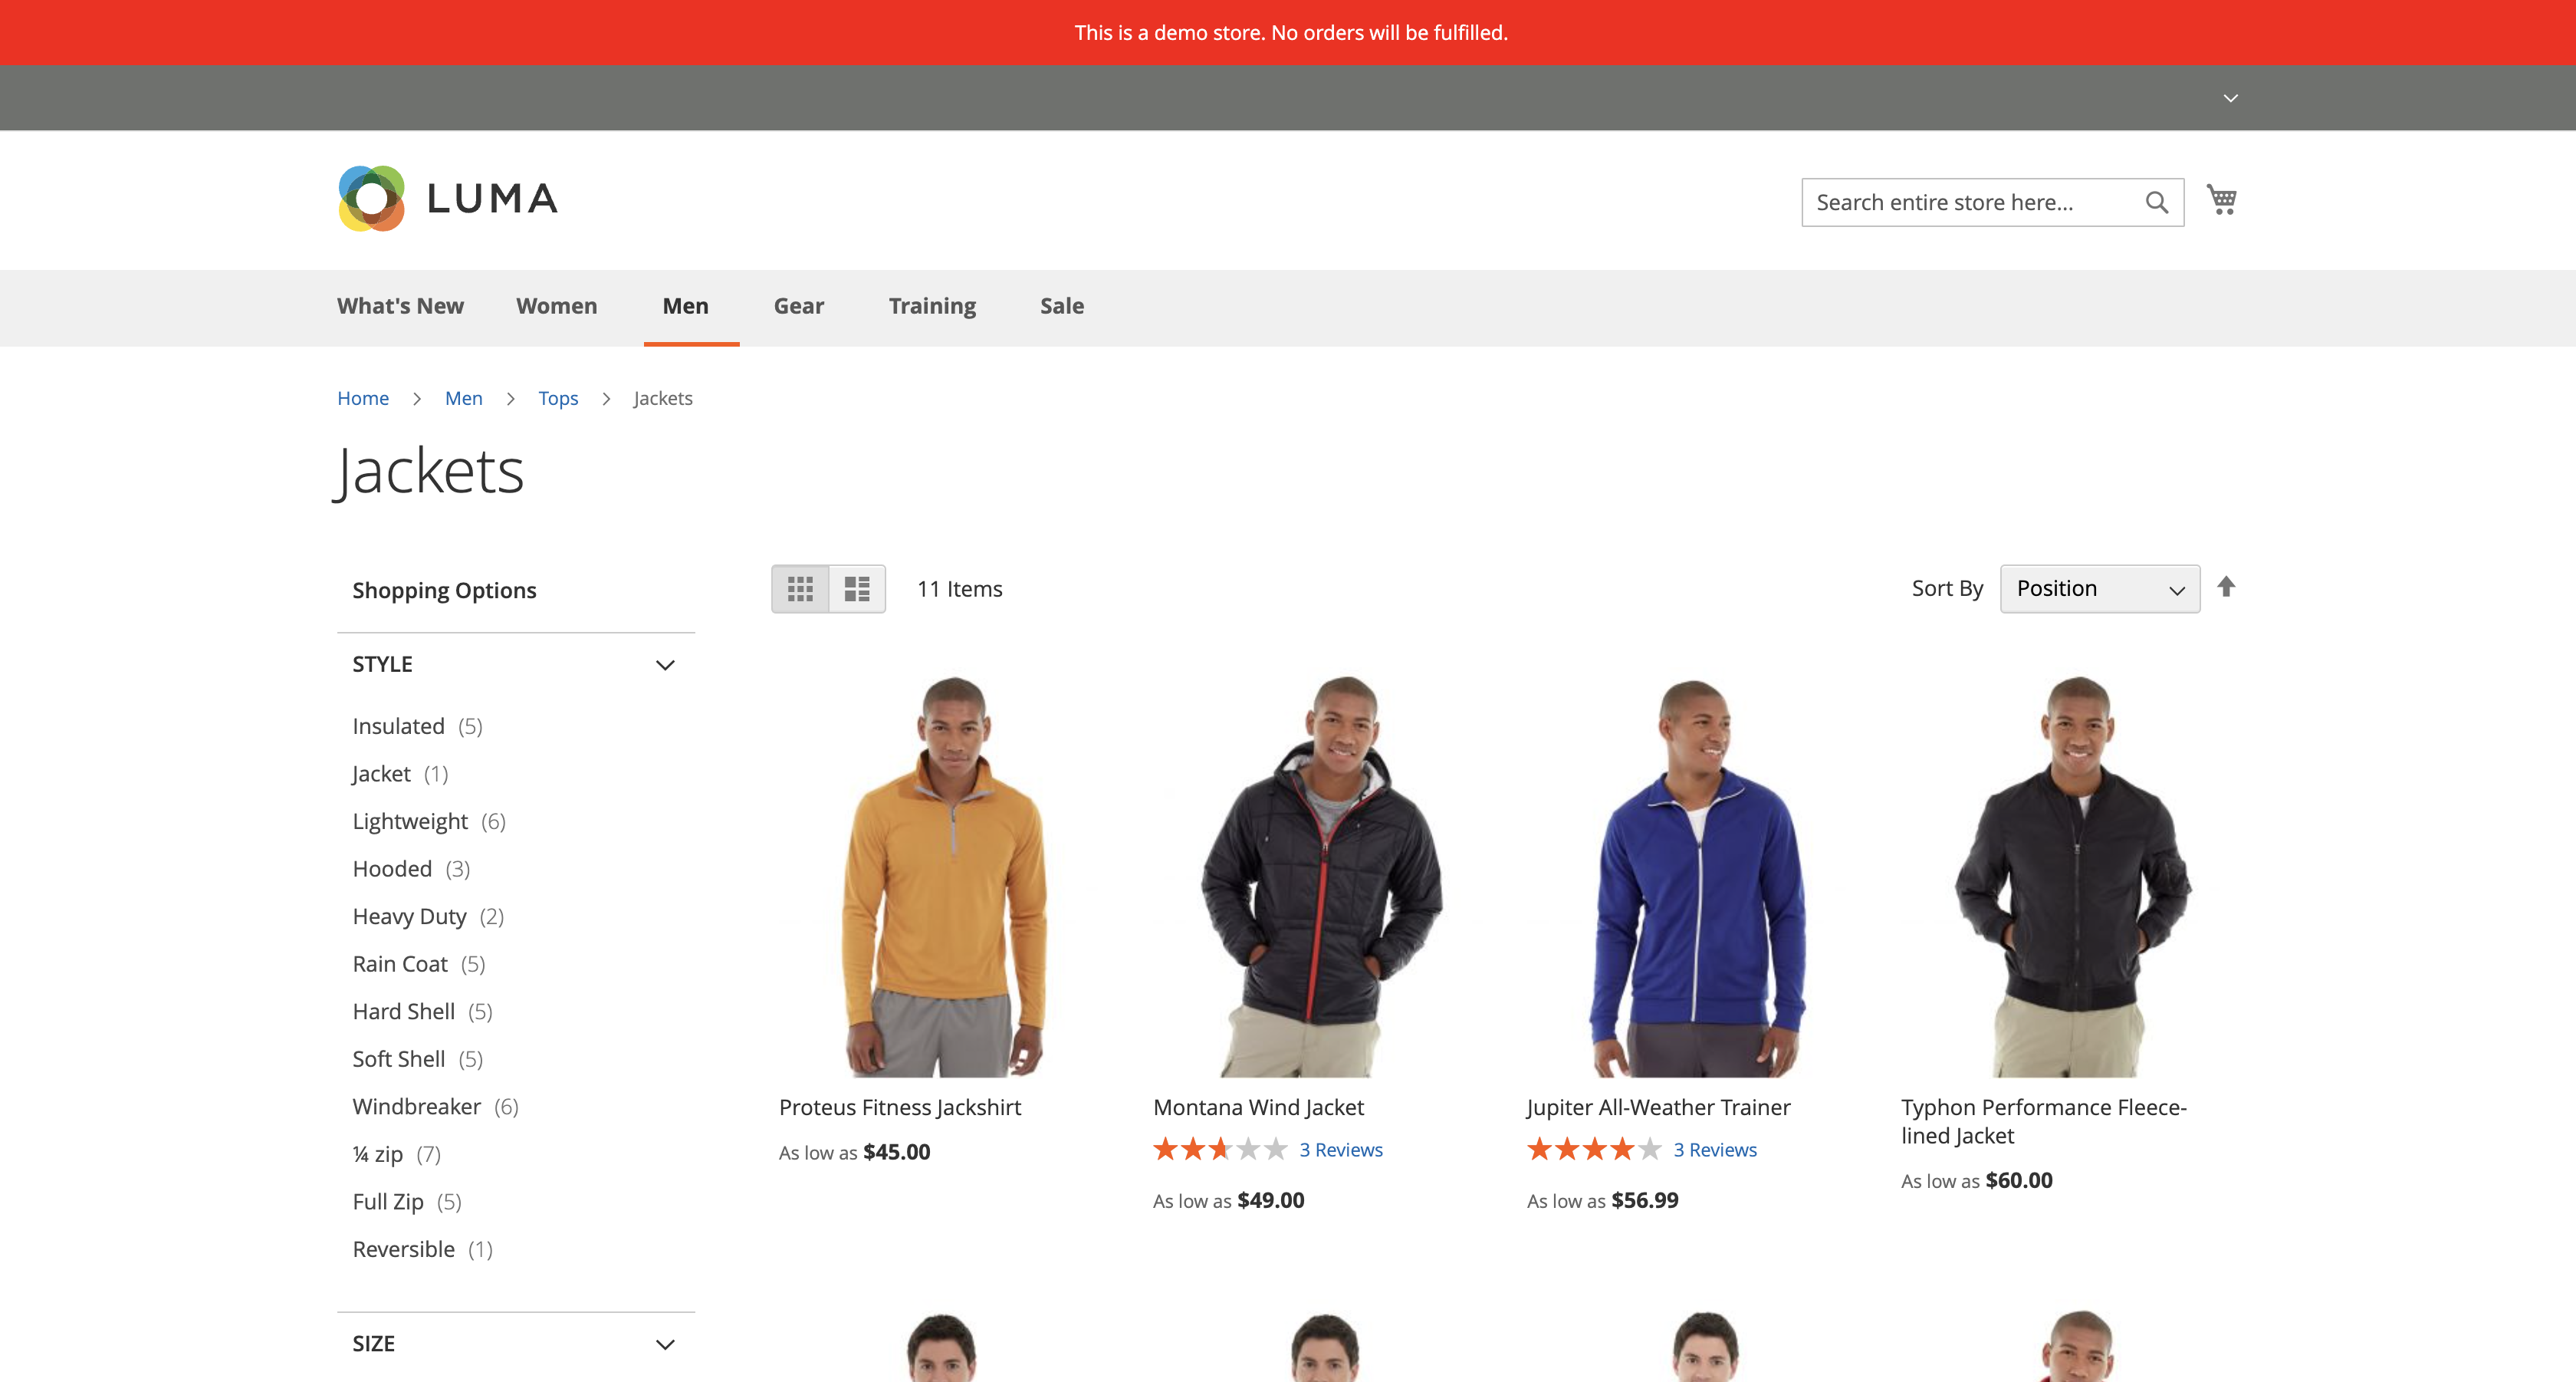 This is a demo store. No orders will be fulfilled.
LUMA
Search entire store here...
What's New
Women
Men
Gear
Training
Sale
Home
Men
Tops
Jackets
Jackets
Shopping Options
STYLE
Insulated (5)
Jacket (1)
Lightweight (6)
Hooded (3)
Heavy Duty (2)
Rain Coat (5)
Hard Shell (5)
Soft Shell (5)
Windbreaker (6)
¼ zip (7)
Full Zip (5)
Reversible (1)
SIZE
11 Items
Sort By
Position
Proteus Fitness Jackshirt
As low as $45.00
Montana Wind Jacket
3 Reviews
As low as $49.00
Jupiter All-Weather Trainer
3 Reviews
As low as $56.99
Typhon Performance Fleece-
lined Jacket
As low as $60.00